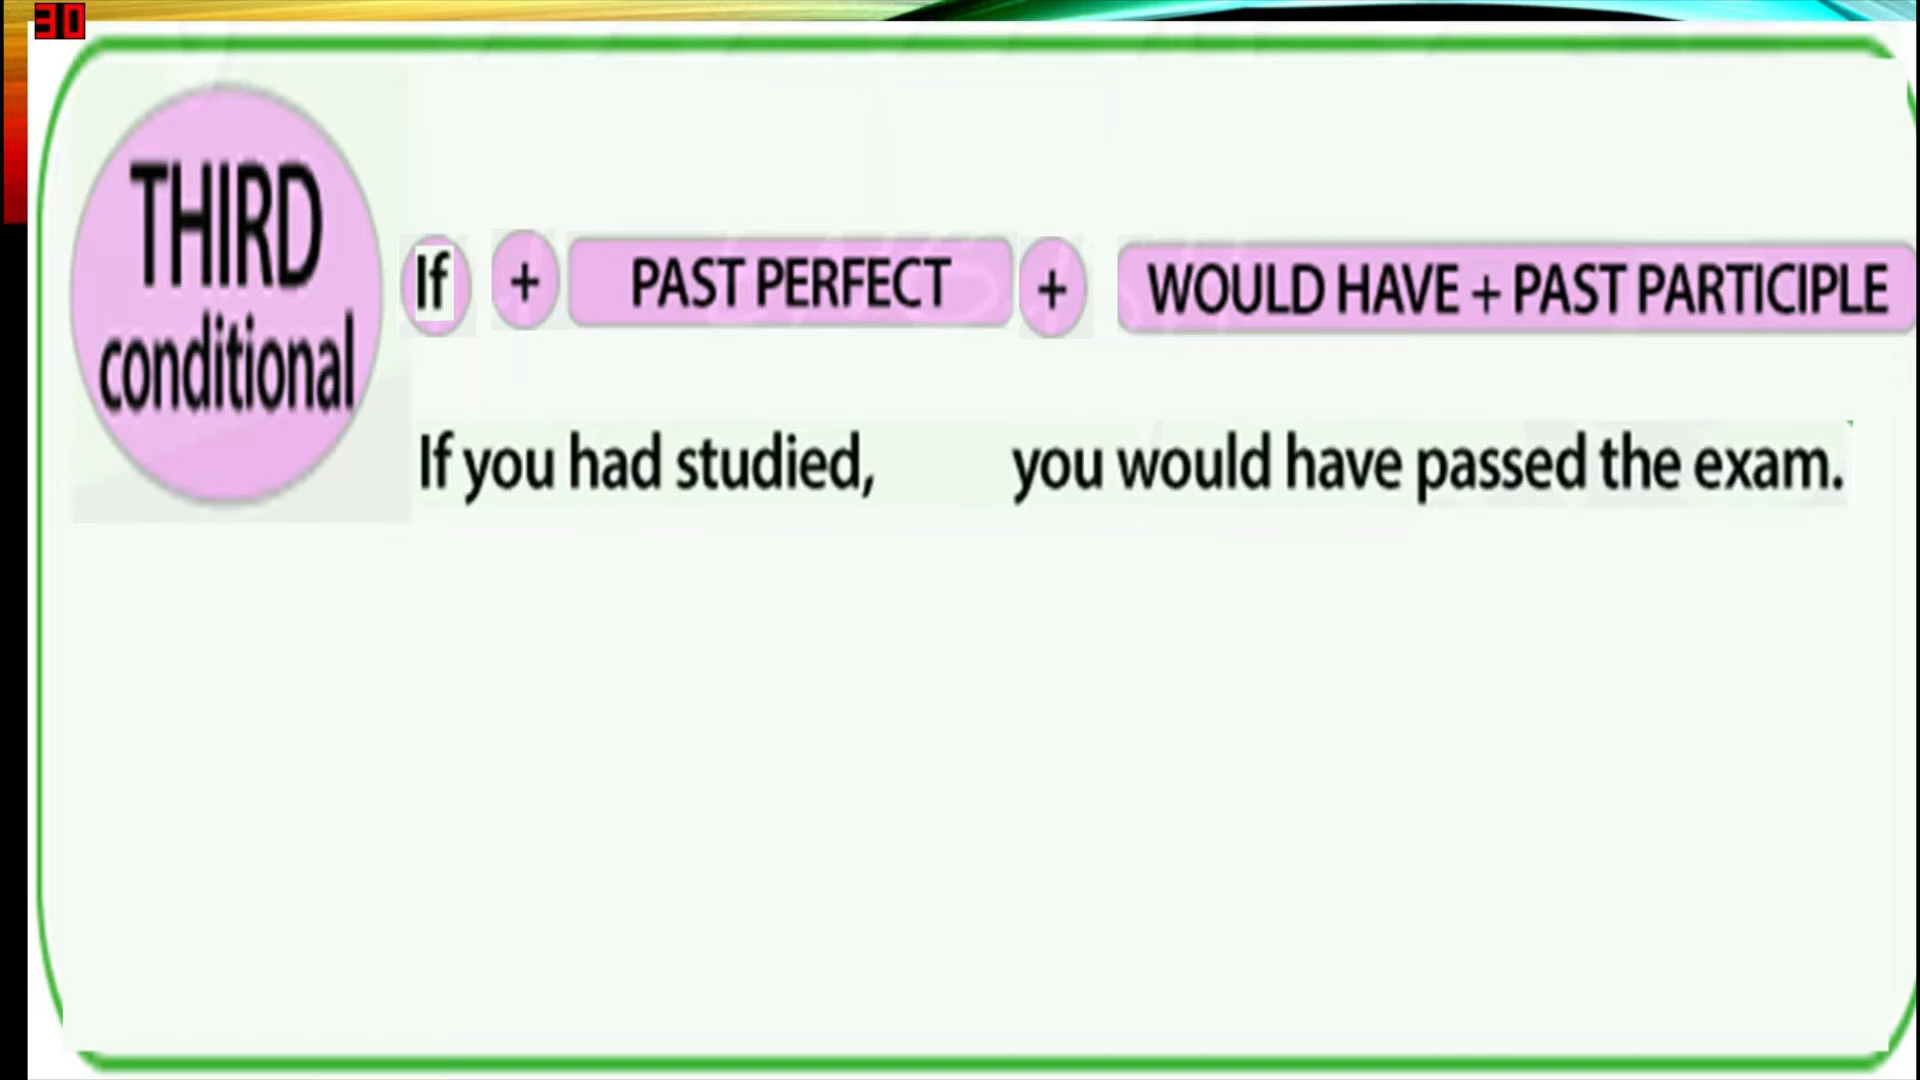 30
THIRD
conditional
If + PAST PERFECT + WOULD HAVE + PAST PARTICIPLE
If you had studied, you would have passed the exam.